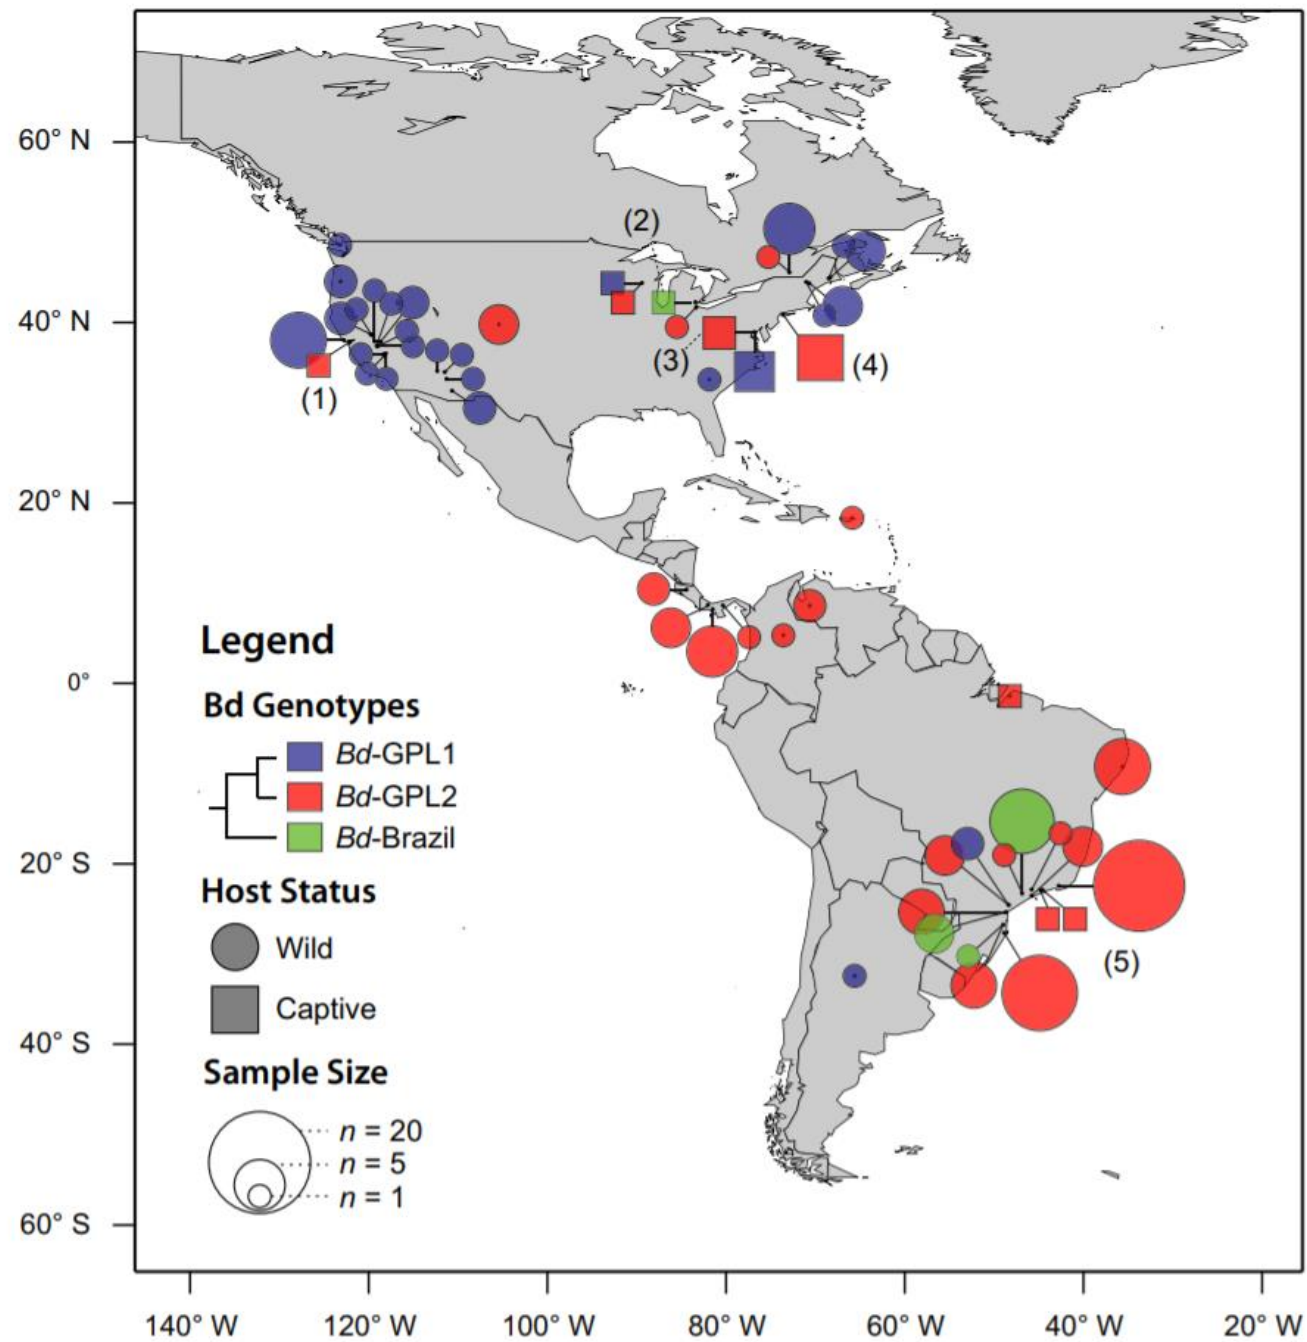 60° N
40° N
20° N
0°
20° S
40° S
60° S
(2)
(3)
(4)
(1)
(5)
Legend
Bd Genotypes
Bd-GPL1
Bd-GPL2
Bd-Brazil
Host Status
Wild
Captive
Sample Size
n = 20
n = 5
n = 1
140° W 120° W 100° W 80° W 60° W 40° W 20° W